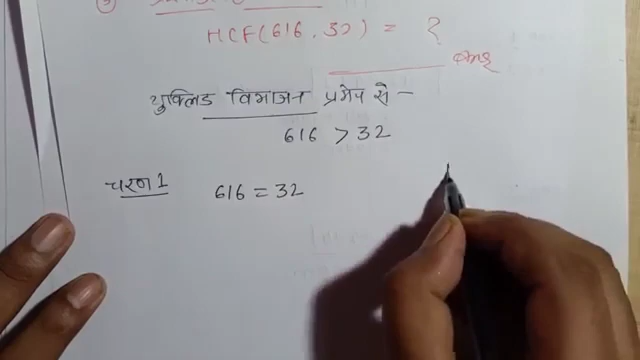 HCF(616, 32) = ?
युक्लिड विभाजन प्रमेय से -
616 > 32
चरण 1 616 = 32